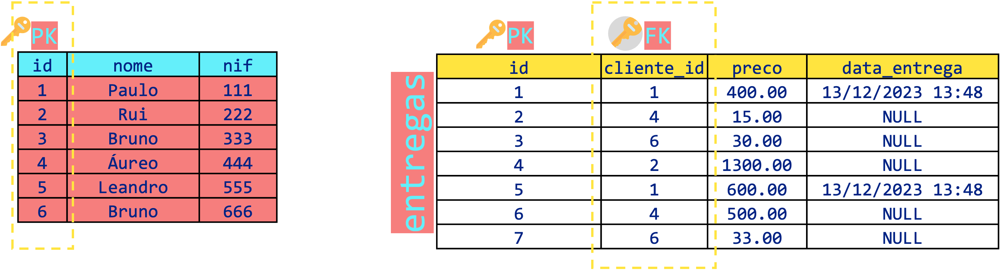 PK
id nome nif
1 Paulo 111
2 Rui 222
3 Bruno 333
4 Áureo 444
5 Leandro 555
6 Bruno 666
entregas
PK FK
id cliente_id preco data_entrega
1 1 400.00 13/12/2023 13:48
2 4 15.00 NULL
3 6 30.00 NULL
4 2 1300.00 NULL
5 1 600.00 13/12/2023 13:48
6 4 500.00 NULL
7 6 33.00 NULL